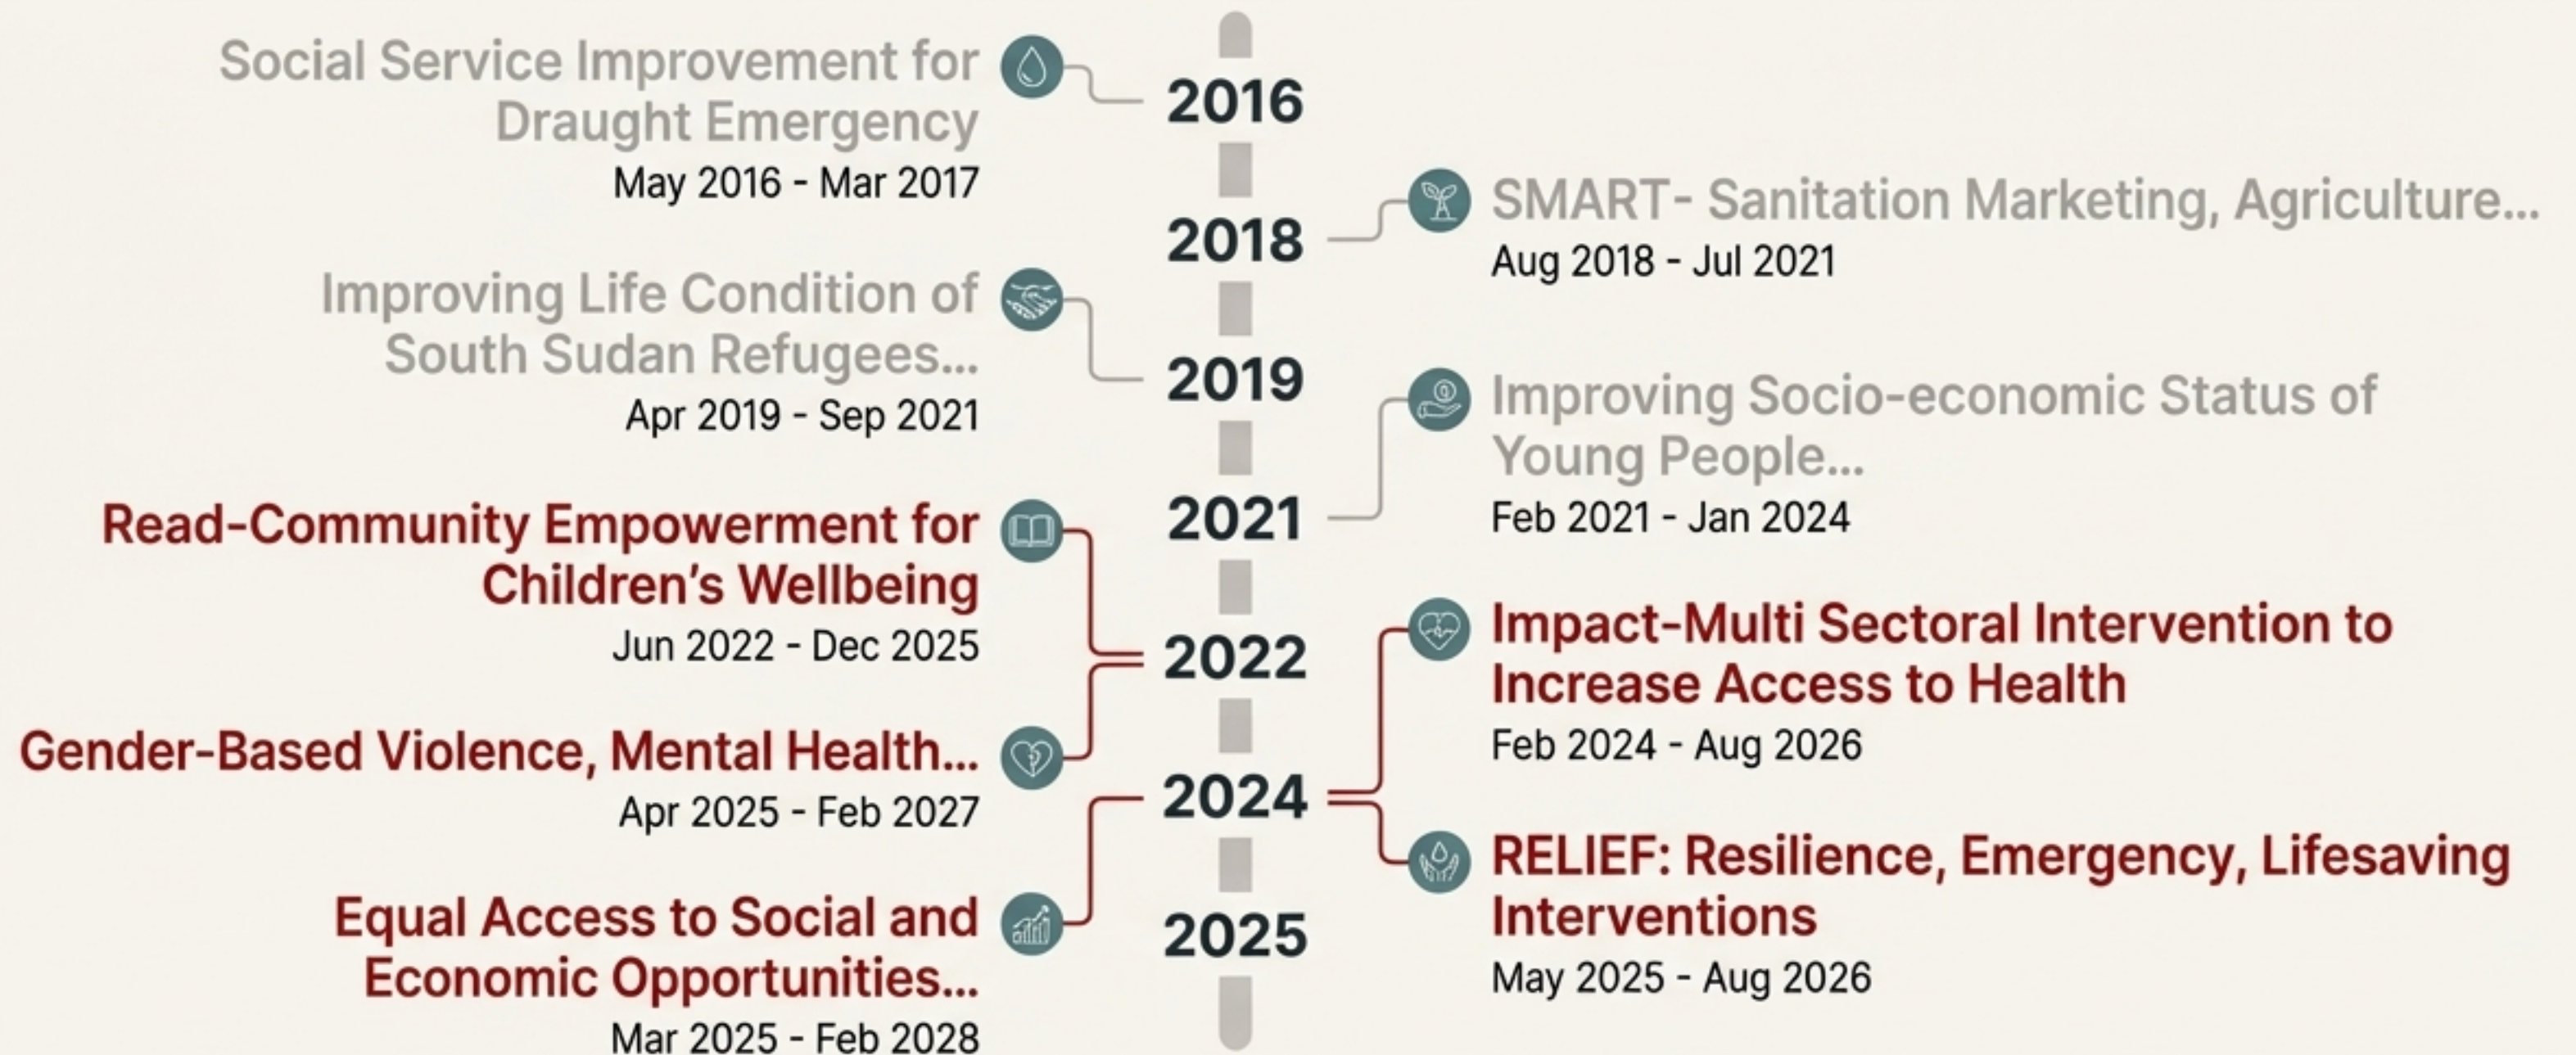 Social Service Improvement for
Draught Emergency
May 2016 - Mar 2017
2016
SMART- Sanitation Marketing, Agriculture...
Aug 2018 - Jul 2021
2018
Improving Life Condition of
South Sudan Refugees...
Apr 2019 - Sep 2021
2019
Improving Socio-economic Status of
Young People...
Feb 2021 - Jan 2024
2021
Read-Community Empowerment for
Children's Wellbeing
Jun 2022 - Dec 2025
2022
Impact-Multi Sectoral Intervention to
Increase Access to Health
Feb 2024 - Aug 2026
Gender-Based Violence, Mental Health...
Apr 2025 - Feb 2027
2024
RELIEF: Resilience, Emergency, Lifesaving
Interventions
May 2025 - Aug 2026
Equal Access to Social and
Economic Opportunities...
Mar 2025 - Feb 2028
2025